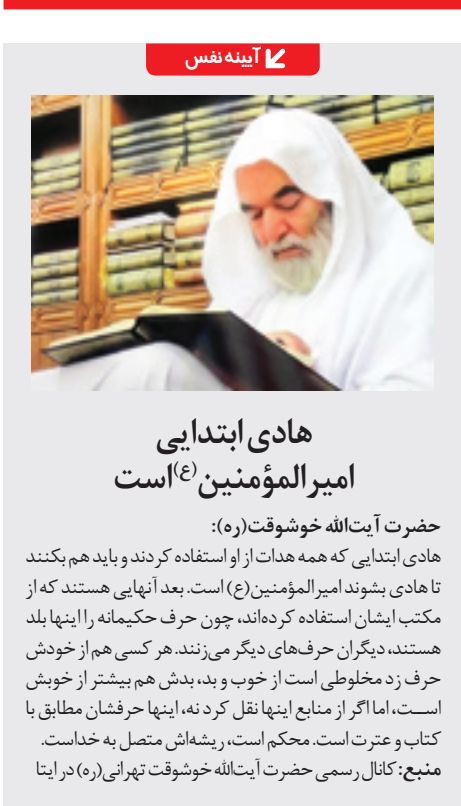 آیینه نفس
هادی ابتدایی
امیرالمؤمنین(ع)است
حضرت آیت‌الله خوشوقت(ره):
هادی ابتدایی که همه هدات از او استفاده کردند و باید هم بکنند
تا هادی بشوند امیرالمؤمنین(ع) است. بعد آنهایی هستند که از
مکتب ایشان استفاده کرده‌اند، چون حرف حکیمانه را اینها بلد
هستند، دیگران حرف‌های دیگر می‌زنند. هر کسی هم از خودش
حرف زد مخلوطی است از خوب و بد، بدش هم بیشتر از خوبش
است، اما اگر از منابع اینها نقل کرد نه، اینها حرفشان مطابق با
کتاب و عترت است. محکم است، ریشه‌اش متصل به خداست.
منبع: کانال رسمی حضرت آیت‌الله خوشوقت تهرانی(ره) در ایتا